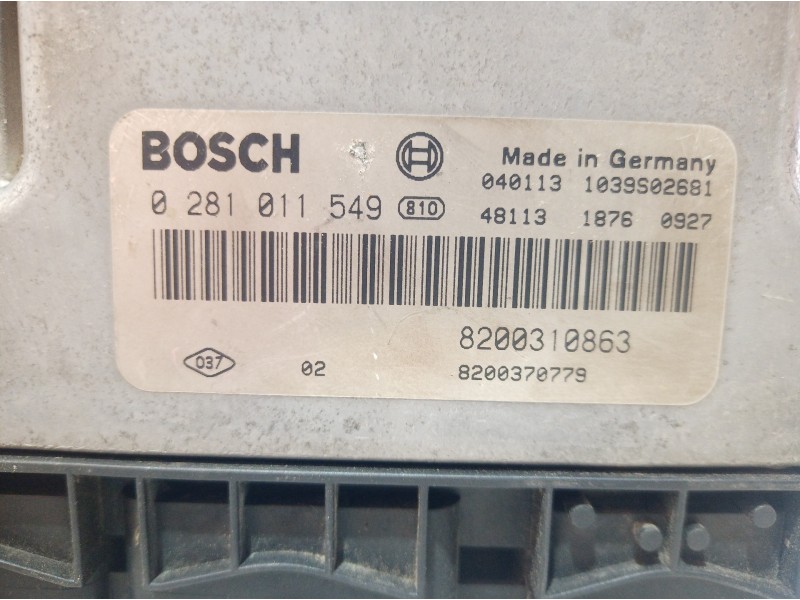 BOSCH
Made in Germany
040113 1039S02681
0 281 011 549 810
48113 1876 0927
8200310863
037 02 8200370779